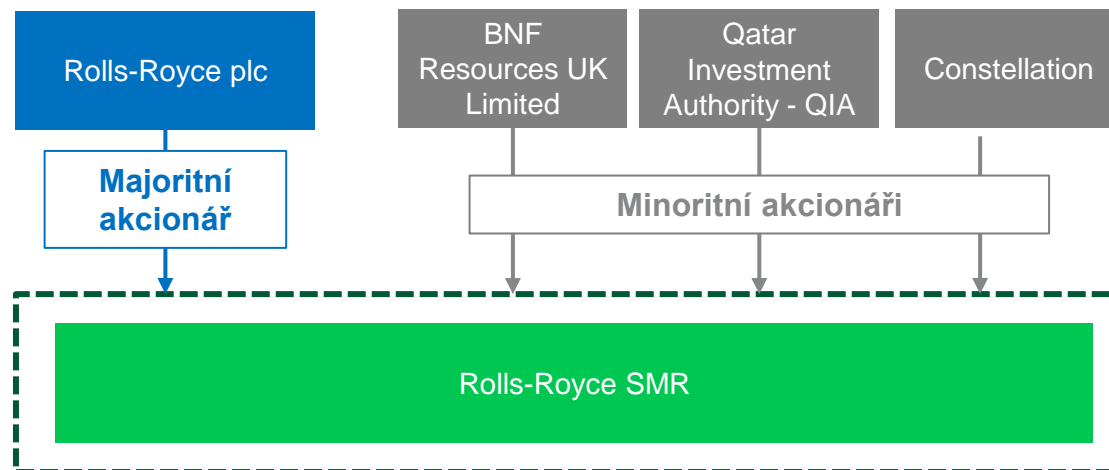 Rolls-Royce plc
BNF
Resources UK
Limited
Qatar
Investment
Authority - QIA
Constellation
Majoritní
akcionář
Minoritní akcionáři
Rolls-Royce SMR